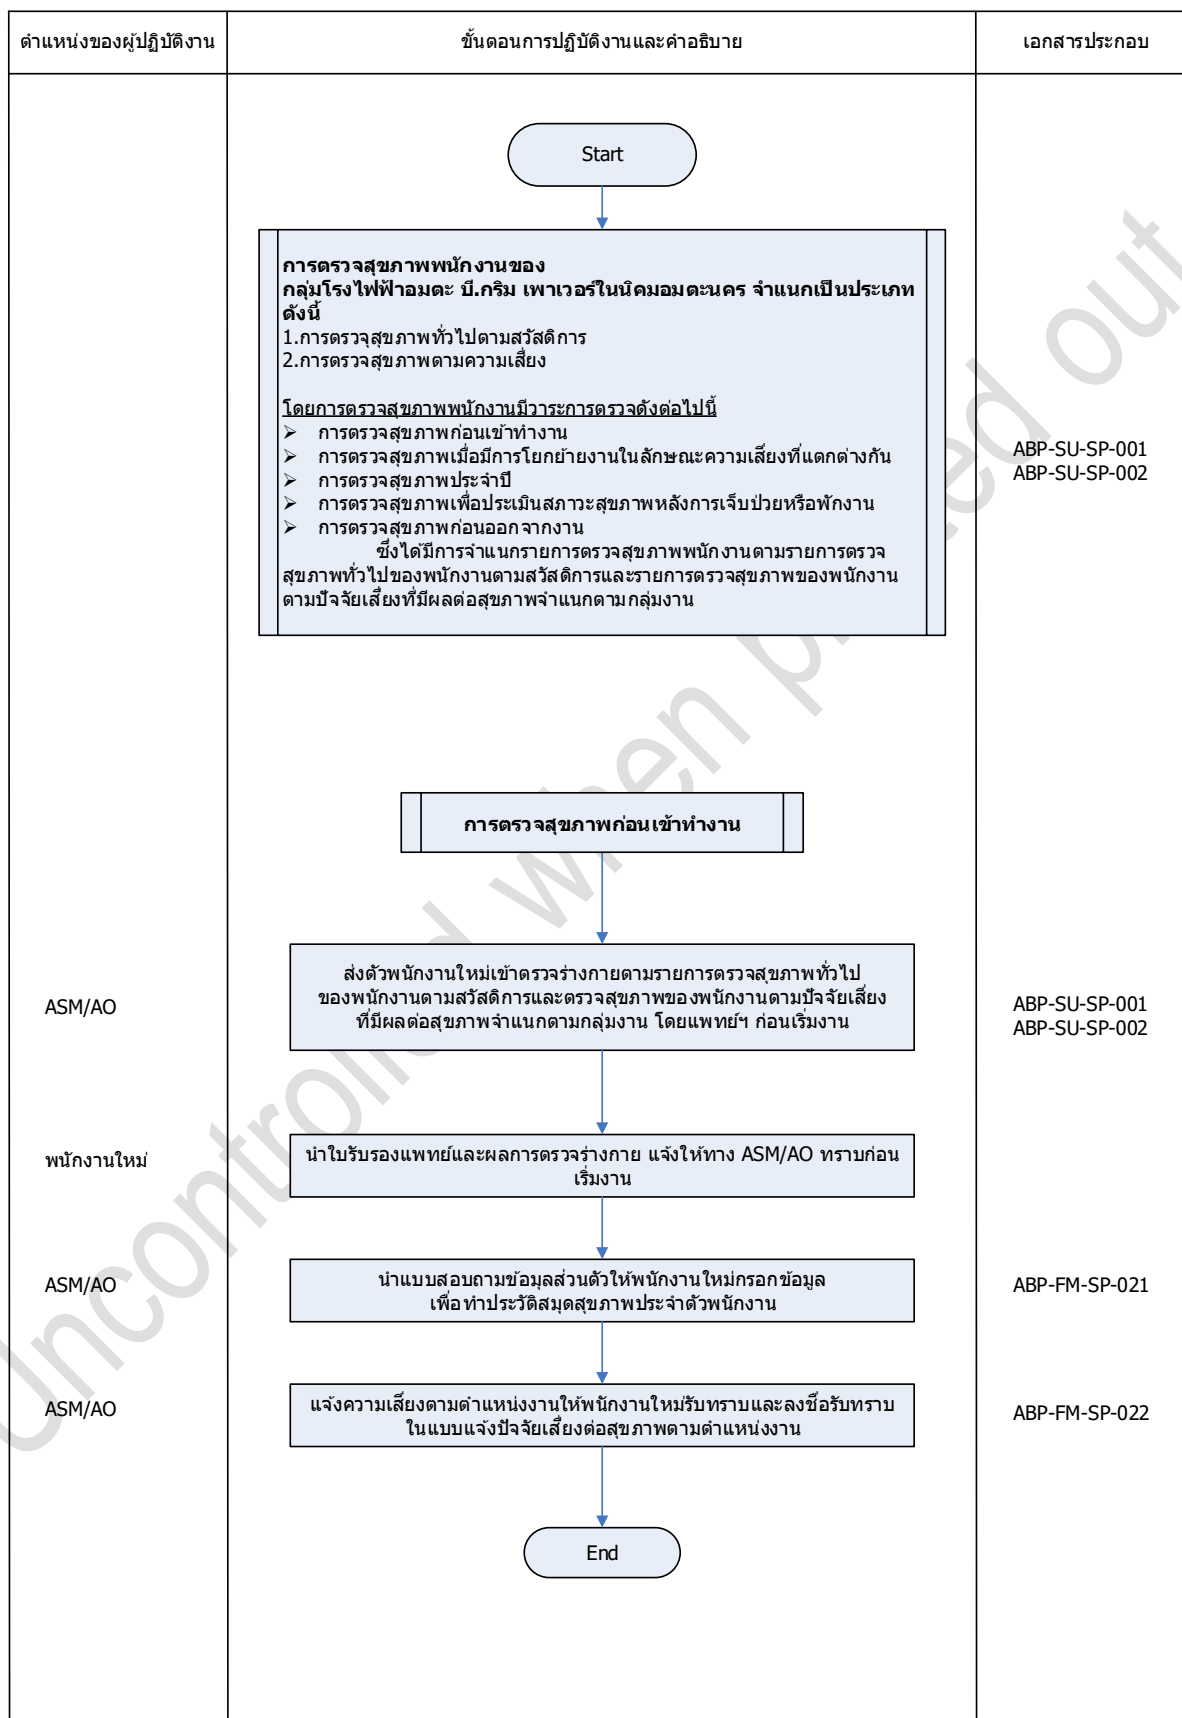 ตำแหน่งของผู้ปฏิบัติงาน
ขั้นตอนการปฏิบัติงานและคำอธิบาย
เอกสารประกอบ
Start
การตรวจสุขภาพพนักงานของ
กลุ่มโรงไฟฟ้าอมตะ บี.กริม เพาเวอร์ในนิคมอมตะนคร จำแนกเป็นประเภท
ดังนี้
1.การตรวจสุขภาพทั่วไปตามสวัสดิการ
2.การตรวจสุขภาพตามความเสี่ยง
โดยการตรวจสุขภาพพนักงานมีวาระการตรวจดังต่อไปนี้
➢ การตรวจสุขภาพก่อนเข้าทำงาน
➢ การตรวจสุขภาพเมื่อมีการโยกย้ายงานในลักษณะความเสี่ยงที่แตกต่างกัน
➢ การตรวจสุขภาพประจำปี
➢ การตรวจสุขภาพเพื่อประเมินสภาวะสุขภาพหลังการเจ็บป่วยหรือพักงาน
➢ การตรวจสุขภาพก่อนออกจากงาน
ซึ่งได้มีการจำแนกรายการตรวจสุขภาพพนักงานตามรายการตรวจ
สุขภาพทั่วไปของพนักงานตามสวัสดิการและรายการตรวจสุขภาพของพนักงาน
ตามปัจจัยเสี่ยงที่มีผลต่อสุขภาพจำแนกตามกลุ่มงาน
ABP-SU-SP-001
ABP-SU-SP-002
การตรวจสุขภาพก่อนเข้าทำงาน
ASM/AO
ส่งตัวพนักงานใหม่เข้าตรวจร่างกายตามรายการตรวจสุขภาพทั่วไป
ของพนักงานตามสวัสดิการและตรวจสุขภาพของพนักงานตามปัจจัยเสี่ยง
ที่มีผลต่อสุขภาพจำแนกตามกลุ่มงาน โดยแพทย์ฯ ก่อนเริ่มงาน
ABP-SU-SP-001
ABP-SU-SP-002
พนักงานใหม่
นำใบรับรองแพทย์และผลการตรวจร่างกาย แจ้งให้ทาง ASM/AO ทราบก่อน
เริ่มงาน
ASM/AO
นำแบบสอบถามข้อมูลส่วนตัวให้พนักงานใหม่กรอกข้อมูล
เพื่อทำประวัติสมุดสุขภาพประจำตัวพนักงาน
ABP-FM-SP-021
ASM/AO
แจ้งความเสี่ยงตามตำแหน่งงานให้พนักงานใหม่รับทราบและลงชื่อรับทราบ
ในแบบแจ้งปัจจัยเสี่ยงต่อสุขภาพตามตำแหน่งงาน
ABP-FM-SP-022
End
Uncontrolled when printed out